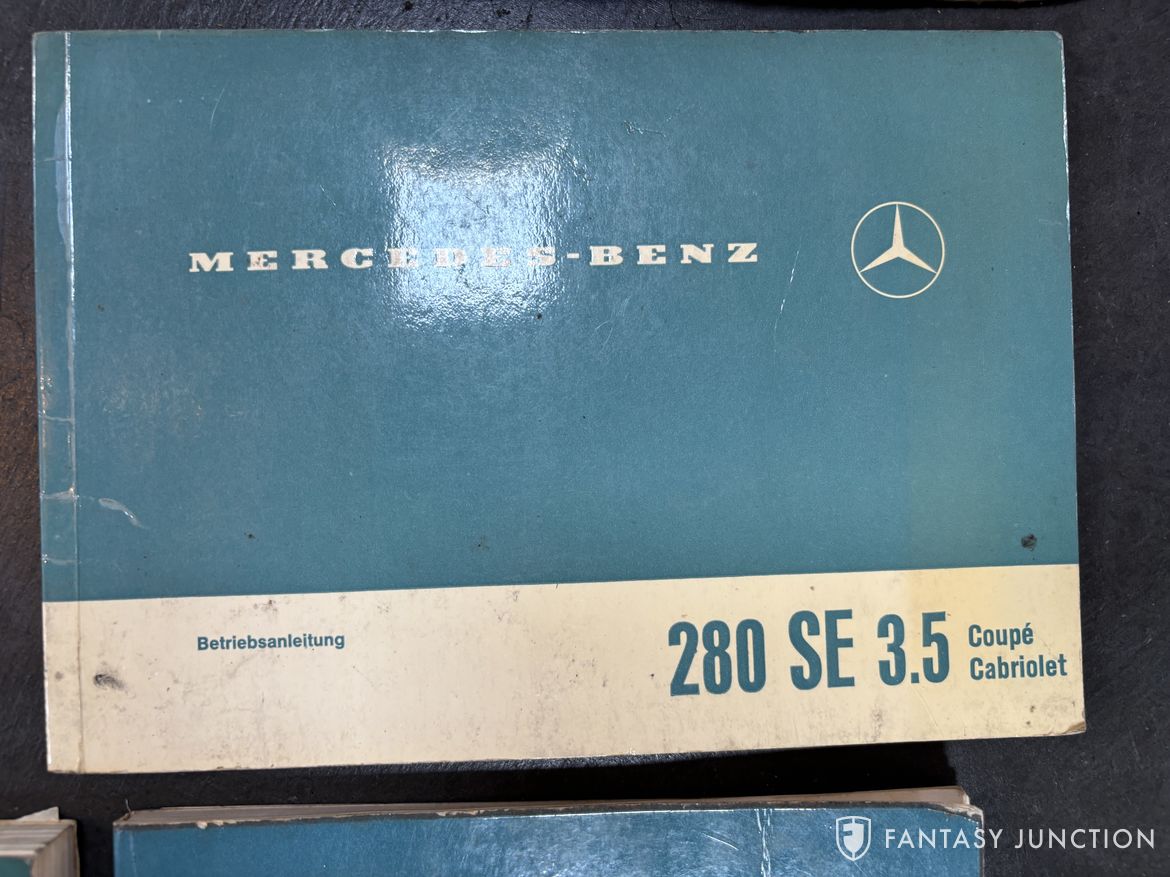 MERCEDES-BENZ
Betriebsanleitung
280 SE 3.5 Coupé
Cabriolet
FANTASY JUNCTION